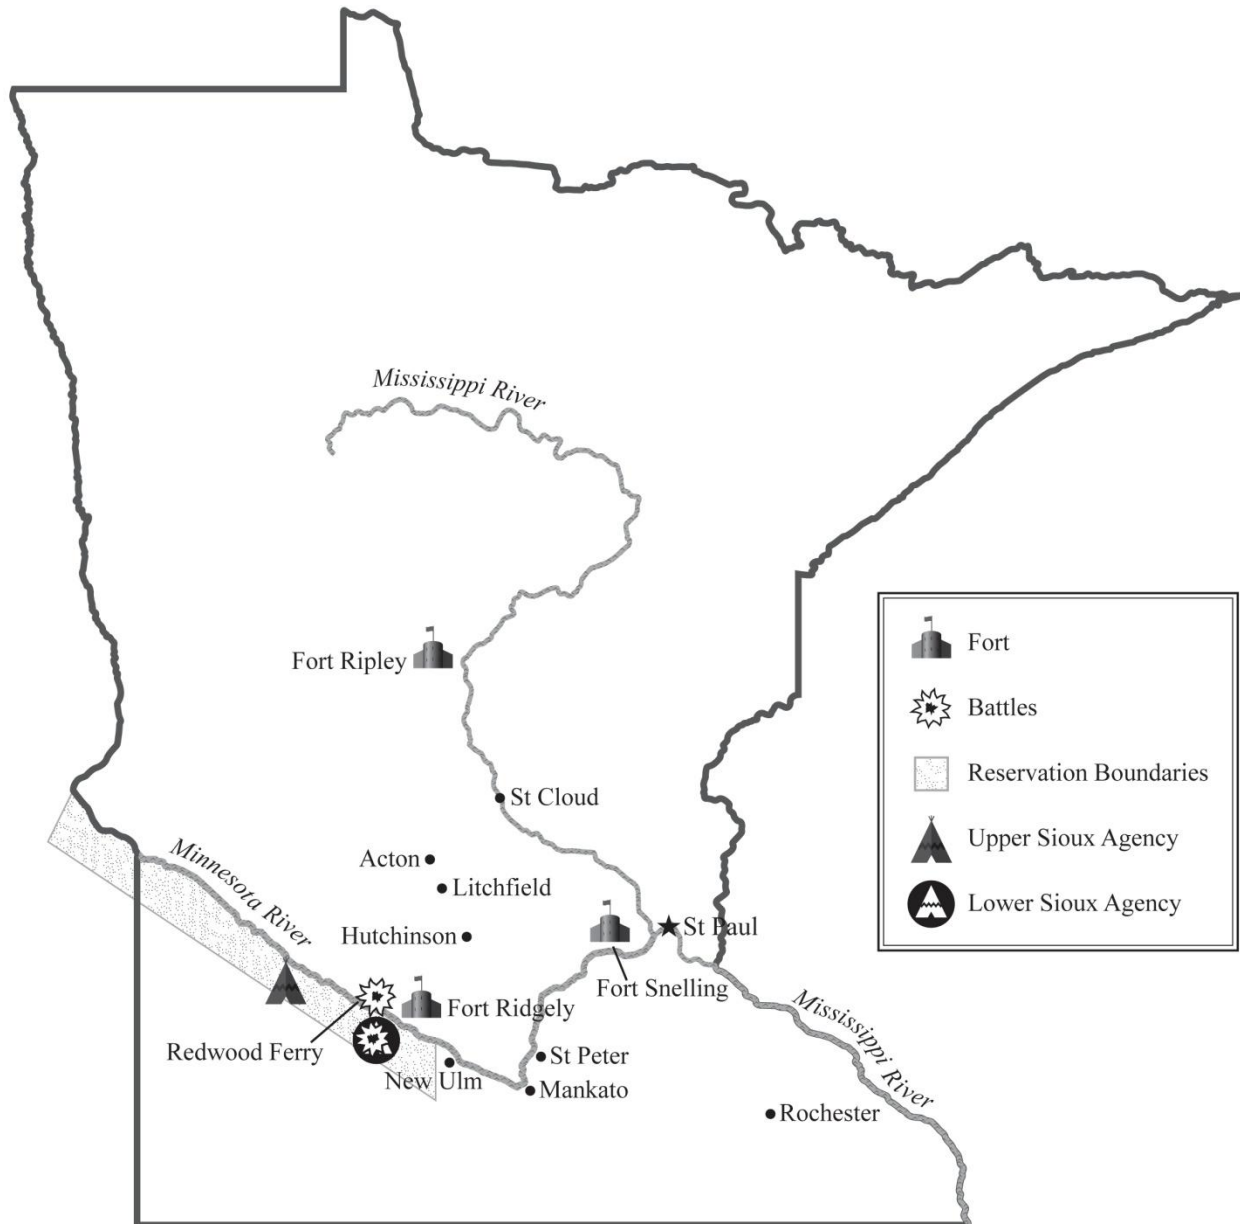 Mississippi River
Fort Ripley
St Cloud
Acton
Litchfield
Minnesota River
Hutchinson
St Paul
Fort Snelling
Fort Ridgely
Redwood Ferry
St Peter
New Ulm
Mankato
Mississippi River
Rochester
Fort
Battles
Reservation Boundaries
Upper Sioux Agency
Lower Sioux Agency